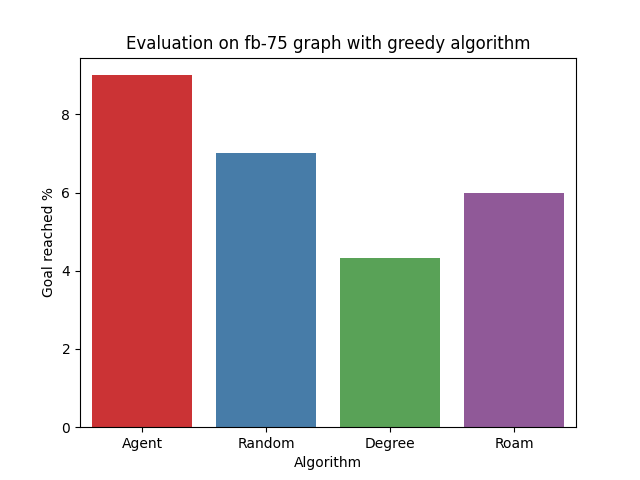 Evaluation on fb-75 graph with greedy algorithm
Goal reached %
8
6
4
2
0
Agent Random Degree Roam
Algorithm